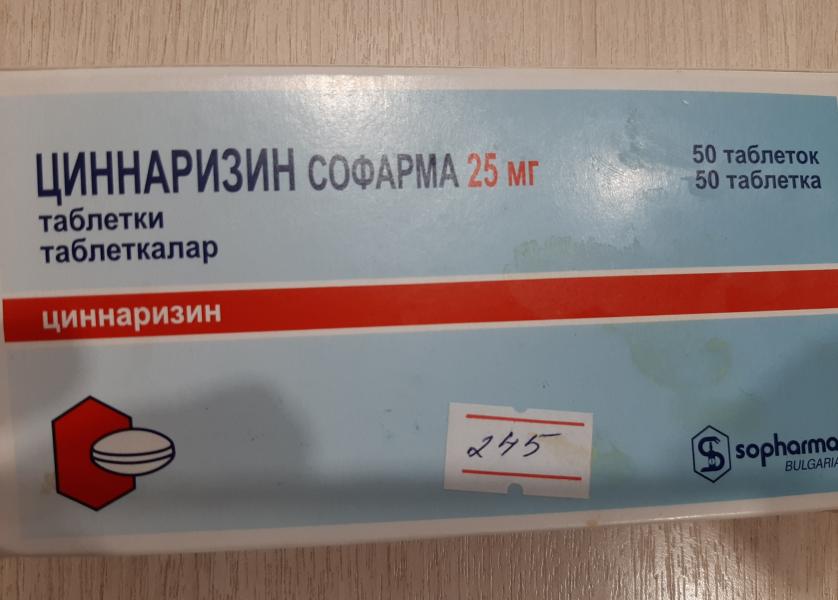 ЦИННАРИЗИН СОФАРМА 25 мг
таблетки
таблеткалар
50 таблеток
50 таблетка
циннаризин
245
sopharma
BULGARIA